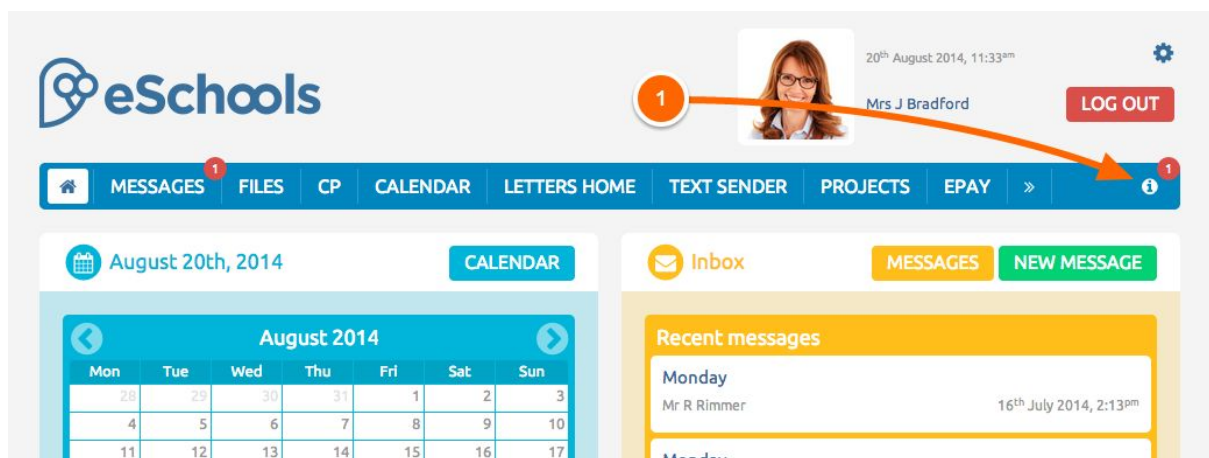 eSchools
20th August 2014, 11:33am
1
Mrs J Bradford
LOG OUT
MESSAGES 1 FILES CP CALENDAR LETTERS HOME TEXT SENDER PROJECTS EPAY » i 1
August 20th, 2014 CALENDAR
Inbox MESSAGES NEW MESSAGE
August 2014
Mon Tue Wed Thu Fri Sat Sun
28 29 30 31 1 2 3
4 5 6 7 8 9 10
11 12 13 14 15 16 17
Recent messages
Monday
Mr R Rimmer 16th July 2014, 2:13pm
Monday